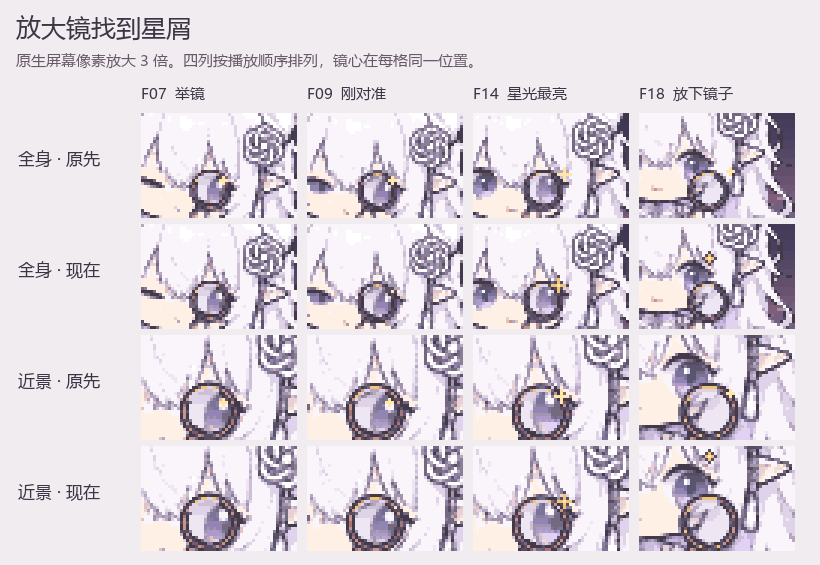 放大镜找到星屑
原生屏幕像素放大 3 倍。四列按播放顺序排列，镜心在每格同一位置。
F07 举镜
F09 刚对准
F14 星光最亮
F18 放下镜子
全身 · 原先
全身 · 现在
近景 · 原先
近景 · 现在